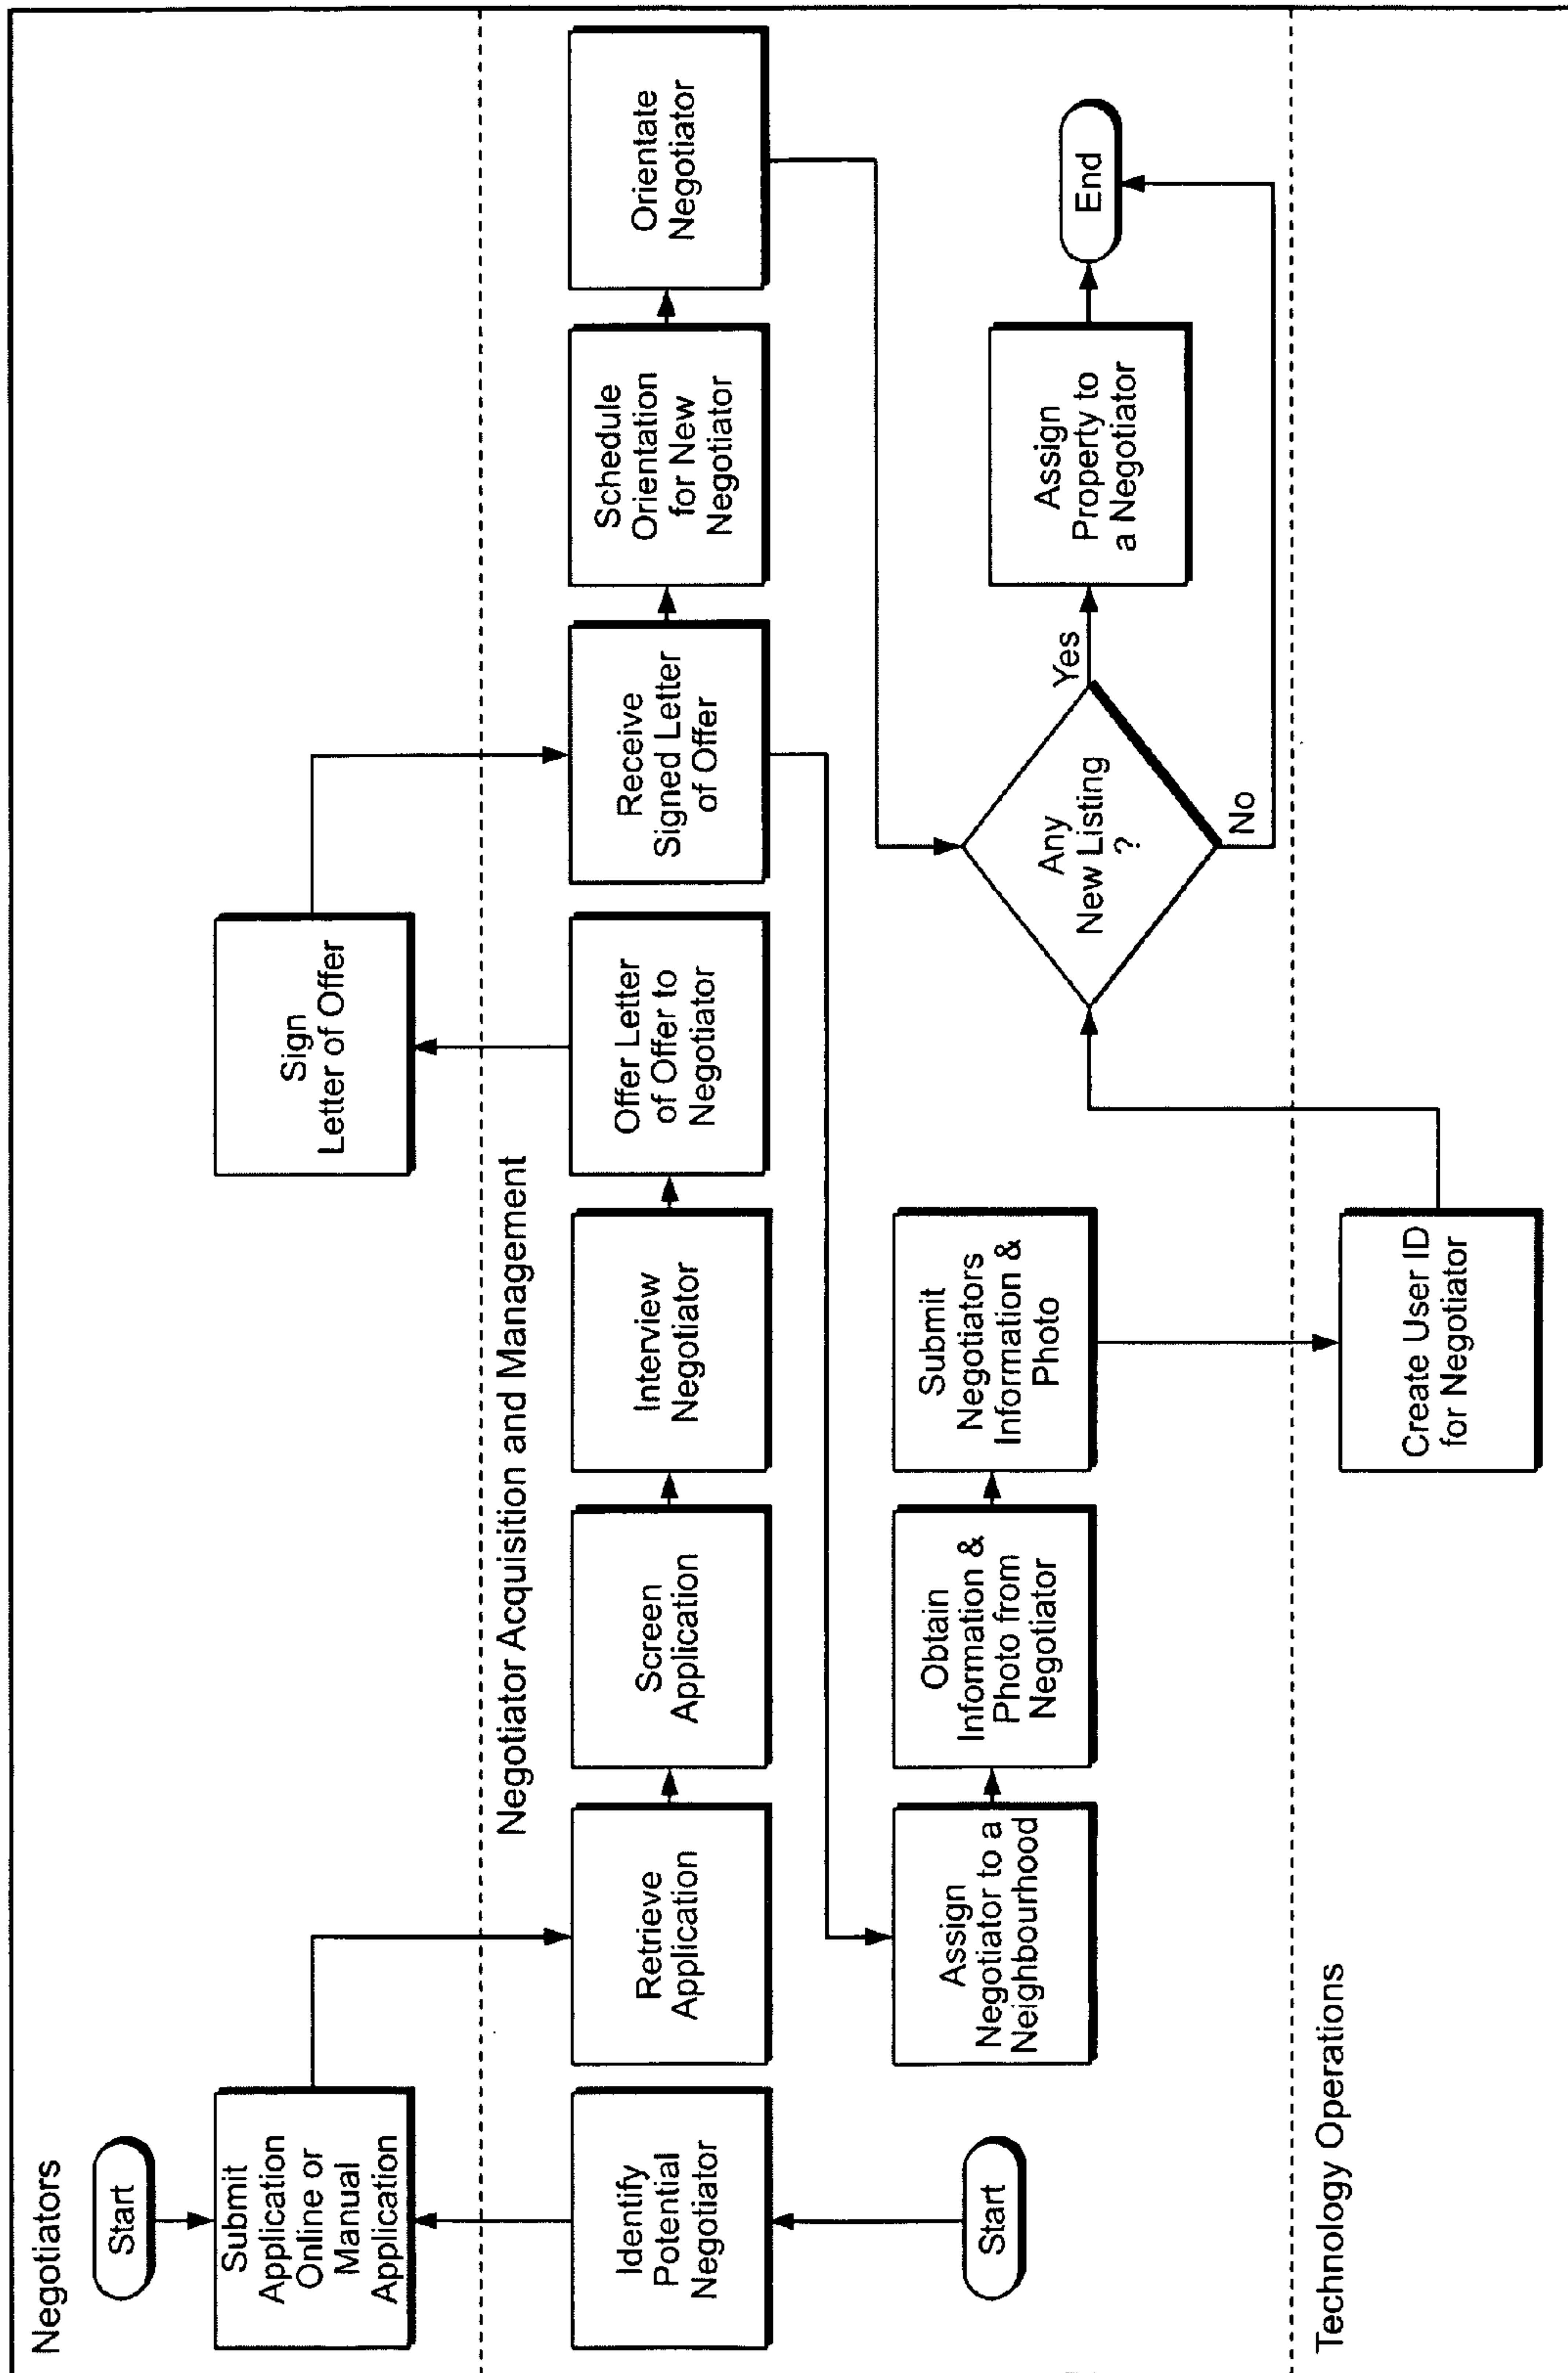 Negotiators
Start
Submit
Application
Online or
Manual
Application
Sign
Letter of Offer
Negotiator Acquisition and Management
Identify
Potential
Negotiator
Retrieve
Application
Screen
Application
Interview
Negotiator
Offer Letter
of Offer to
Negotiator
Receive
Signed Letter
of Offer
Schedule
Orientation
for New
Negotiator
Orientate
Negotiator
Start
Assign
Negotiator to a
Neighbourhood
Obtain
Information &
Photo from
Negotiator
Submit
Negotiators
Information &
Photo
Any
New Listing
?
Yes
No
Assign
Property to
a Negotiator
End
Technology Operations
Create User ID
for Negotiator